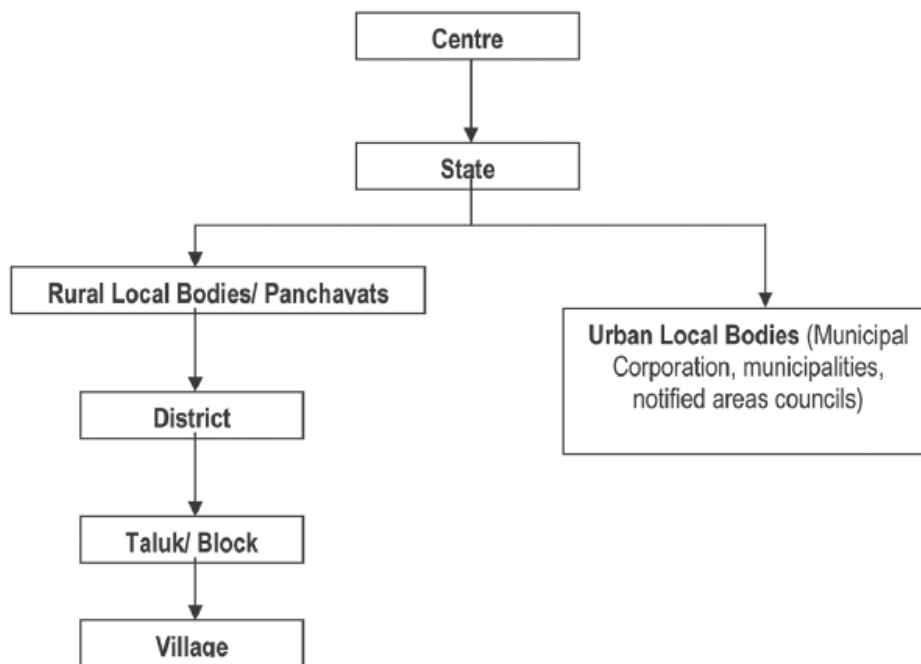 Centre
State
Rural Local Bodies/ Panchayats
Urban Local Bodies (Municipal
Corporation, municipalities,
notified areas councils)
District
Taluk/ Block
Village